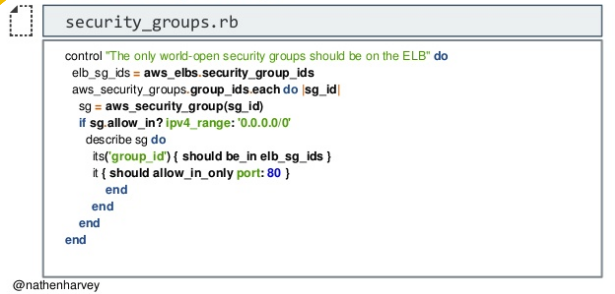 security_groups.rb
control "The only world-open security groups should be on the ELB" do
elb_sg_ids = aws_elbs.security_group_ids
aws_security_groups.group_ids.each do |sg_id|
sg = aws_security_group(sg_id)
if sg.allow_in? ipv4_range: '0.0.0.0/0'
describe sg do
its('group_id') { should be_in elb_sg_ids }
it { should allow_in_only port: 80 }
end
end
end
end
@nathenharvey